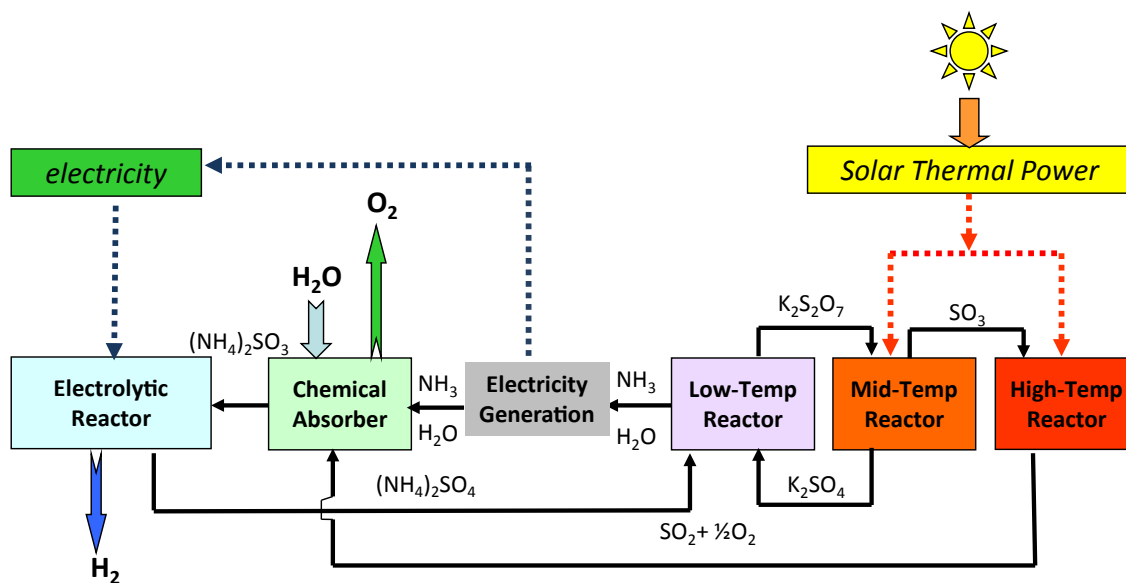 electricity
Solar Thermal Power
O₂
H₂O
K₂S₂O₇
SO₃
(NH₄)₂SO₃
Electrolytic
Reactor
Chemical
Absorber
NH₃
H₂O
Electricity
Generation
NH₃
H₂O
Low-Temp
Reactor
Mid-Temp
Reactor
High-Temp
Reactor
(NH₄)₂SO₄
K₂SO₄
SO₂+ ½O₂
H₂